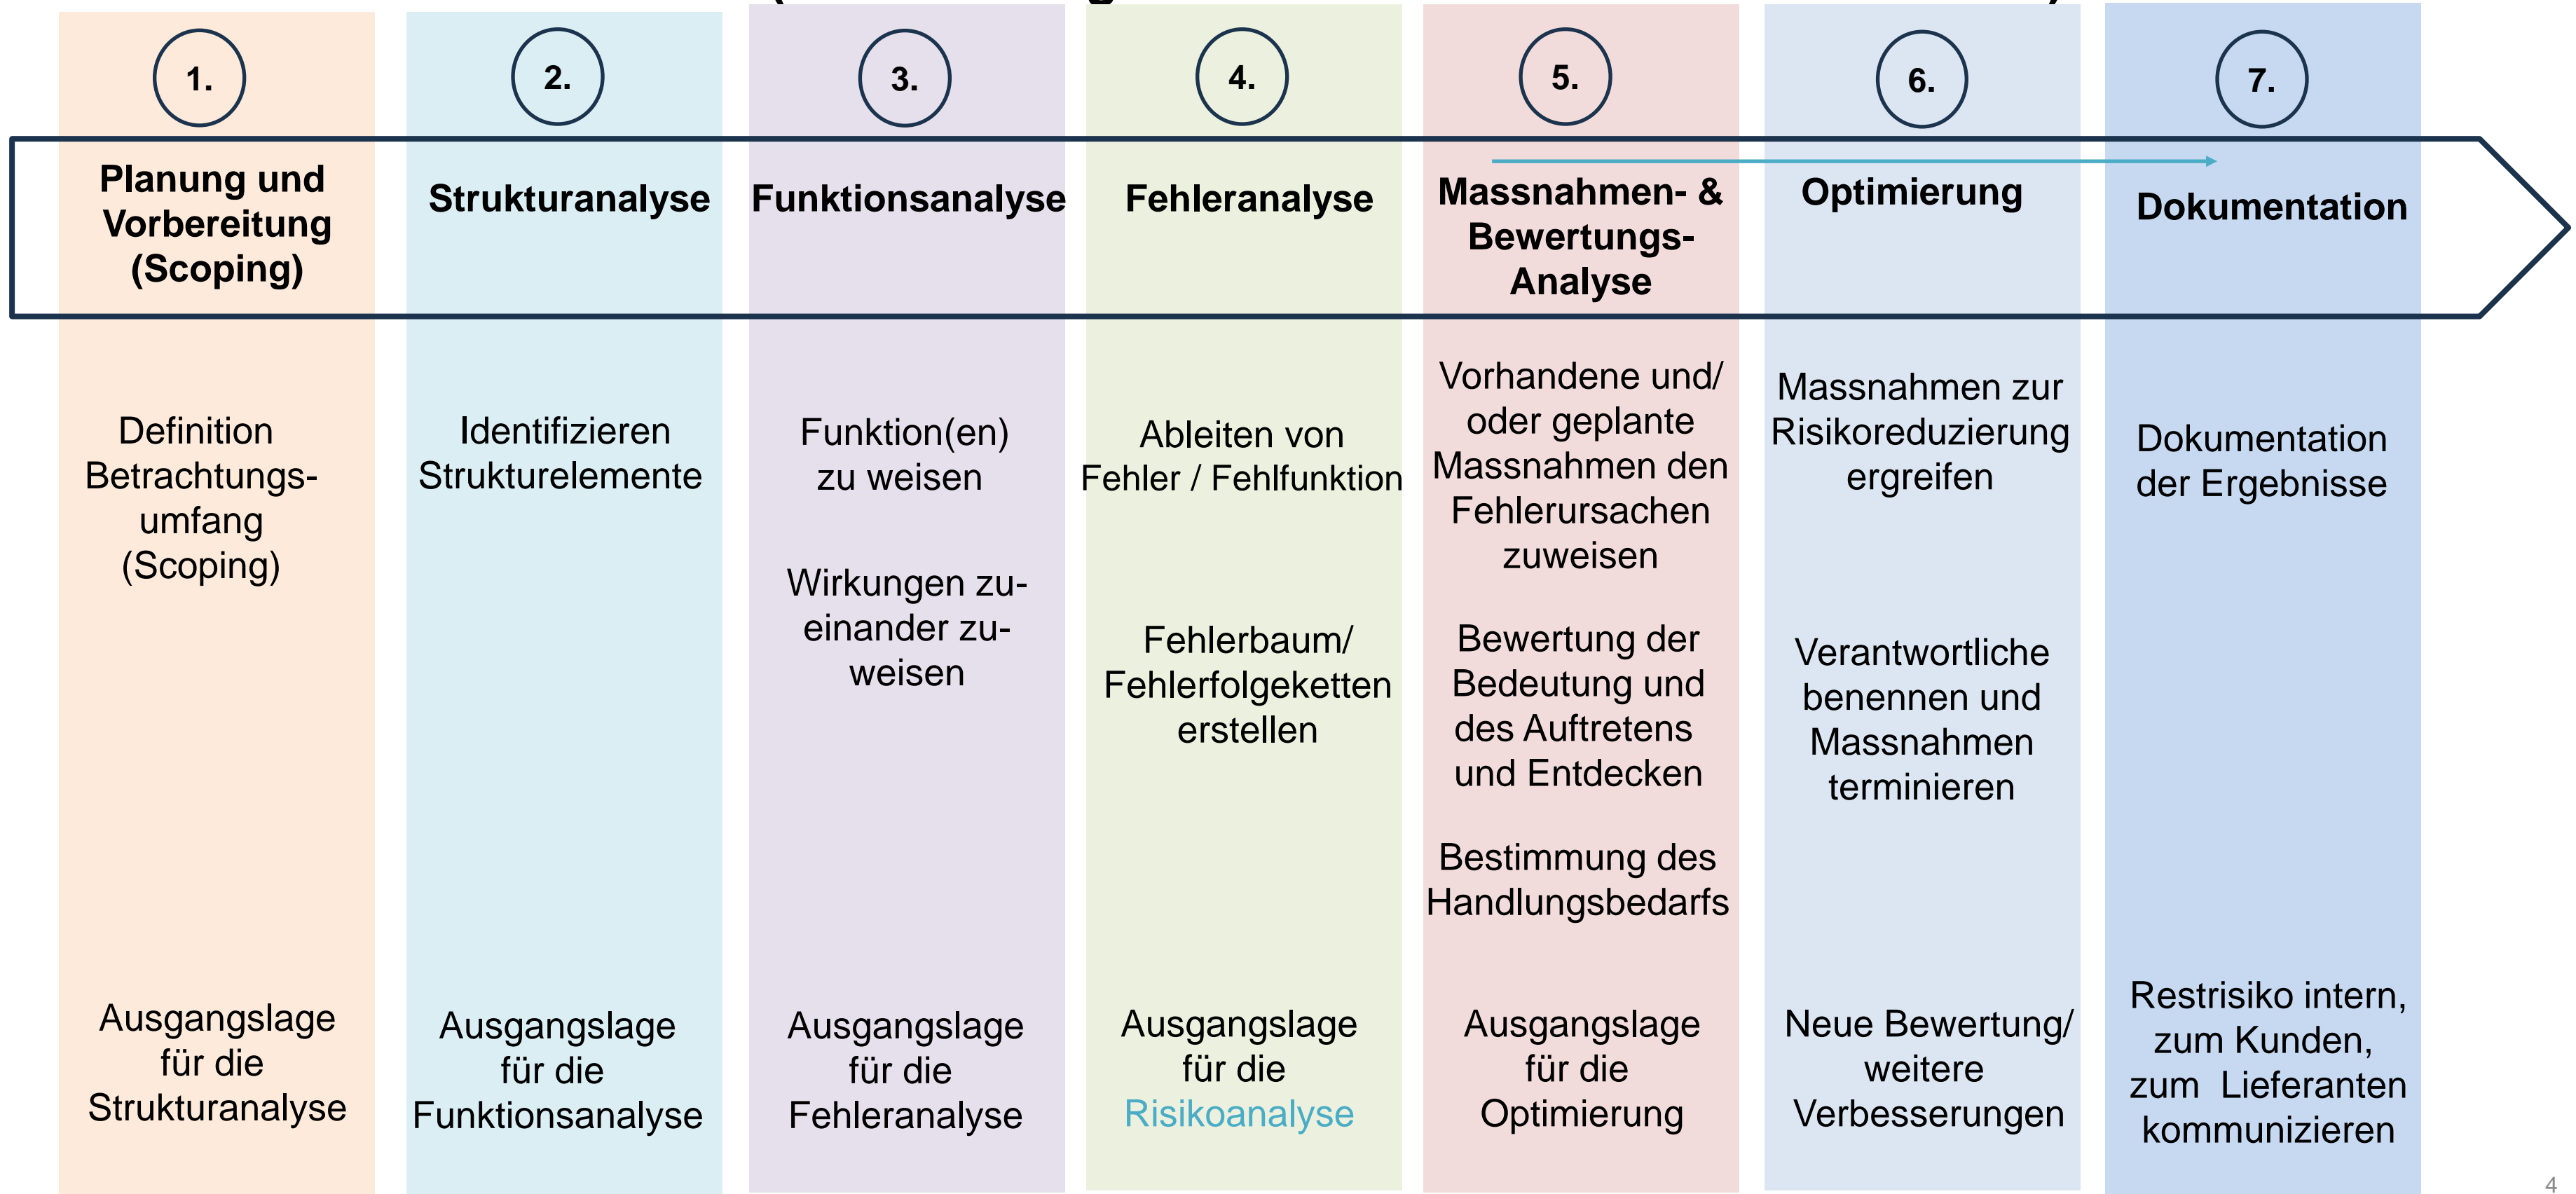 1.
2.
3.
4.
5.
6.
7.
Planung und
Vorbereitung
(Scoping)
Strukturanalyse
Funktionsanalyse
Fehleranalyse
Massnahmen- &
Bewertungs-
Analyse
Optimierung
Dokumentation
Definition
Betrachtungs-
umfang
(Scoping)
Identifizieren
Strukturelemente
Funktion(en)
zu weisen
Wirkungen zu-
einander zu-
weisen
Ableiten von
Fehler / Fehlfunktion
Fehlerbaum/
Fehlerfolgeketten
erstellen
Vorhandene und/
oder geplante
Massnahmen den
Fehlerursachen
zuweisen
Bewertung der
Bedeutung und
des Auftretens
und Entdecken
Bestimmung des
Handlungsbedarfs
Massnahmen zur
Risikoreduzierung
ergreifen
Verantwortliche
benennen und
Massnahmen
terminieren
Dokumentation
der Ergebnisse
Ausgangslage
für die
Strukturanalyse
Ausgangslage
für die
Funktionsanalyse
Ausgangslage
für die
Fehleranalyse
Ausgangslage
für die
Risikoanalyse
Ausgangslage
für die
Optimierung
Neue Bewertung/
weitere
Verbesserungen
Restrisiko intern,
zum Kunden,
zum Lieferanten
kommunizieren
4